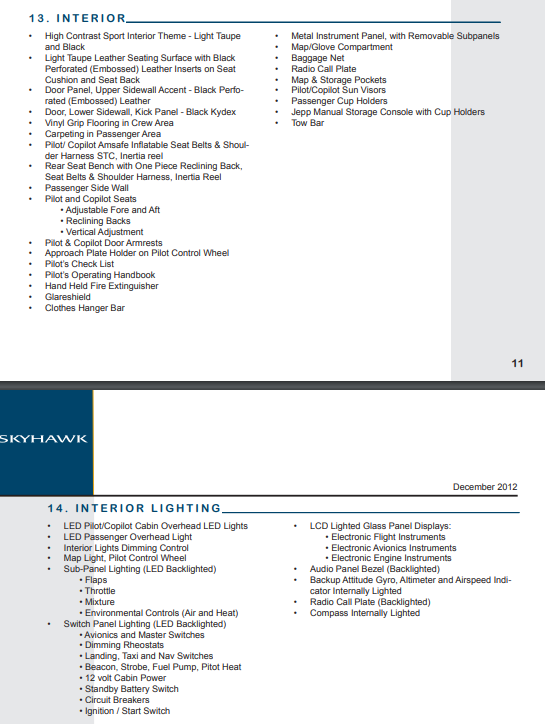 13. INTERIOR
• High Contrast Sport Interior Theme - Light Taupe
and Black
• Light Taupe Leather Seating Surface with Black
Perforated (Embossed) Leather Inserts on Seat
Cushion and Seat Back
• Door Panel, Upper Sidewall Accent - Black Perfo-
rated (Embossed) Leather
• Door, Lower Sidewall, Kick Panel - Black Kydex
• Vinyl Grip Flooring in Crew Area
• Carpeting in Passenger Area
• Pilot/ Copilot Amsafe Inflatable Seat Belts & Shoul-
der Harness STC, Inertia reel
• Rear Seat Bench with One Piece Reclining Back,
Seat Belts & Shoulder Harness, Inertia Reel
• Passenger Side Wall
• Pilot and Copilot Seats
• Adjustable Fore and Aft
• Reclining Backs
• Vertical Adjustment
• Pilot & Copilot Door Armrests
• Approach Plate Holder on Pilot Control Wheel
• Pilot's Check List
• Pilot's Operating Handbook
• Hand Held Fire Extinguisher
• Glareshield
• Clothes Hanger Bar
• Metal Instrument Panel, with Removable Subpanels
• Map/Glove Compartment
• Baggage Net
• Radio Call Plate
• Map & Storage Pockets
• Pilot/Copilot Sun Visors
• Passenger Cup Holders
• Jepp Manual Storage Console with Cup Holders
• Tow Bar
11
SKYHAWK
December 2012
14. INTERIOR LIGHTING
• LED Pilot/Copilot Cabin Overhead LED Lights
• LED Passenger Overhead Light
• Interior Lights Dimming Control
• Map Light, Pilot Control Wheel
• Sub-Panel Lighting (LED Backlighted)
• Flaps
• Throttle
• Mixture
• Environmental Controls (Air and Heat)
• Switch Panel Lighting (LED Backlighted)
• Avionics and Master Switches
• Dimming Rheostats
• Landing, Taxi and Nav Switches
• Beacon, Strobe, Fuel Pump, Pitot Heat
• 12 volt Cabin Power
• Standby Battery Switch
• Circuit Breakers
• Ignition / Start Switch
• LCD Lighted Glass Panel Displays:
• Electronic Flight Instruments
• Electronic Avionics Instruments
• Electronic Engine Instruments
• Audio Panel Bezel (Backlighted)
• Backup Attitude Gyro, Altimeter and Airspeed Indi-
cator Internally Lighted
• Radio Call Plate (Backlighted)
• Compass Internally Lighted